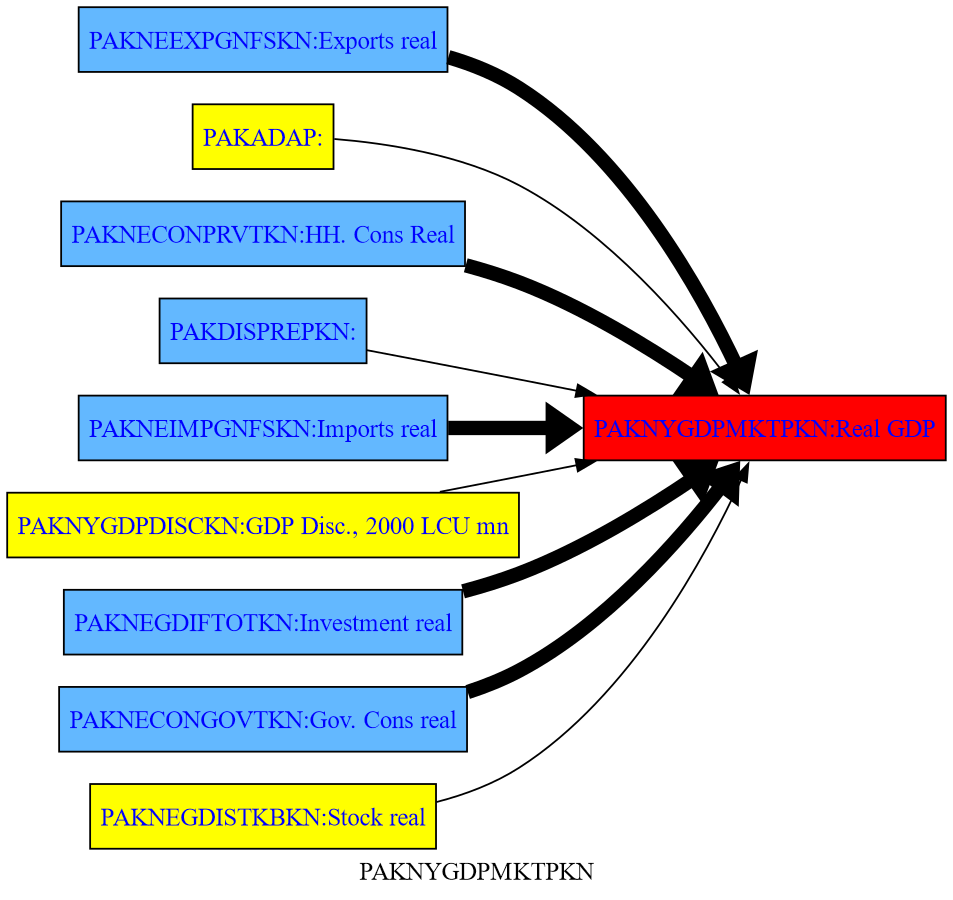 PAKNEEXPGNFSKN:Exports real
PAKADAP:
PAKNECONPRVTKN:HH. Cons Real
PAKDISPREPKN:
PAKNEIMPGNFSKN:Imports real
PAKNYGDPMKTPKN:Real GDP
PAKNYGDPDISCKN:GDP Disc., 2000 LCU mn
PAKNEGDIFTOTKN:Investment real
PAKNECONGOVTKN:Gov. Cons real
PAKNEGDISTKBKN:Stock real
PAKNYGDPMKTPKN